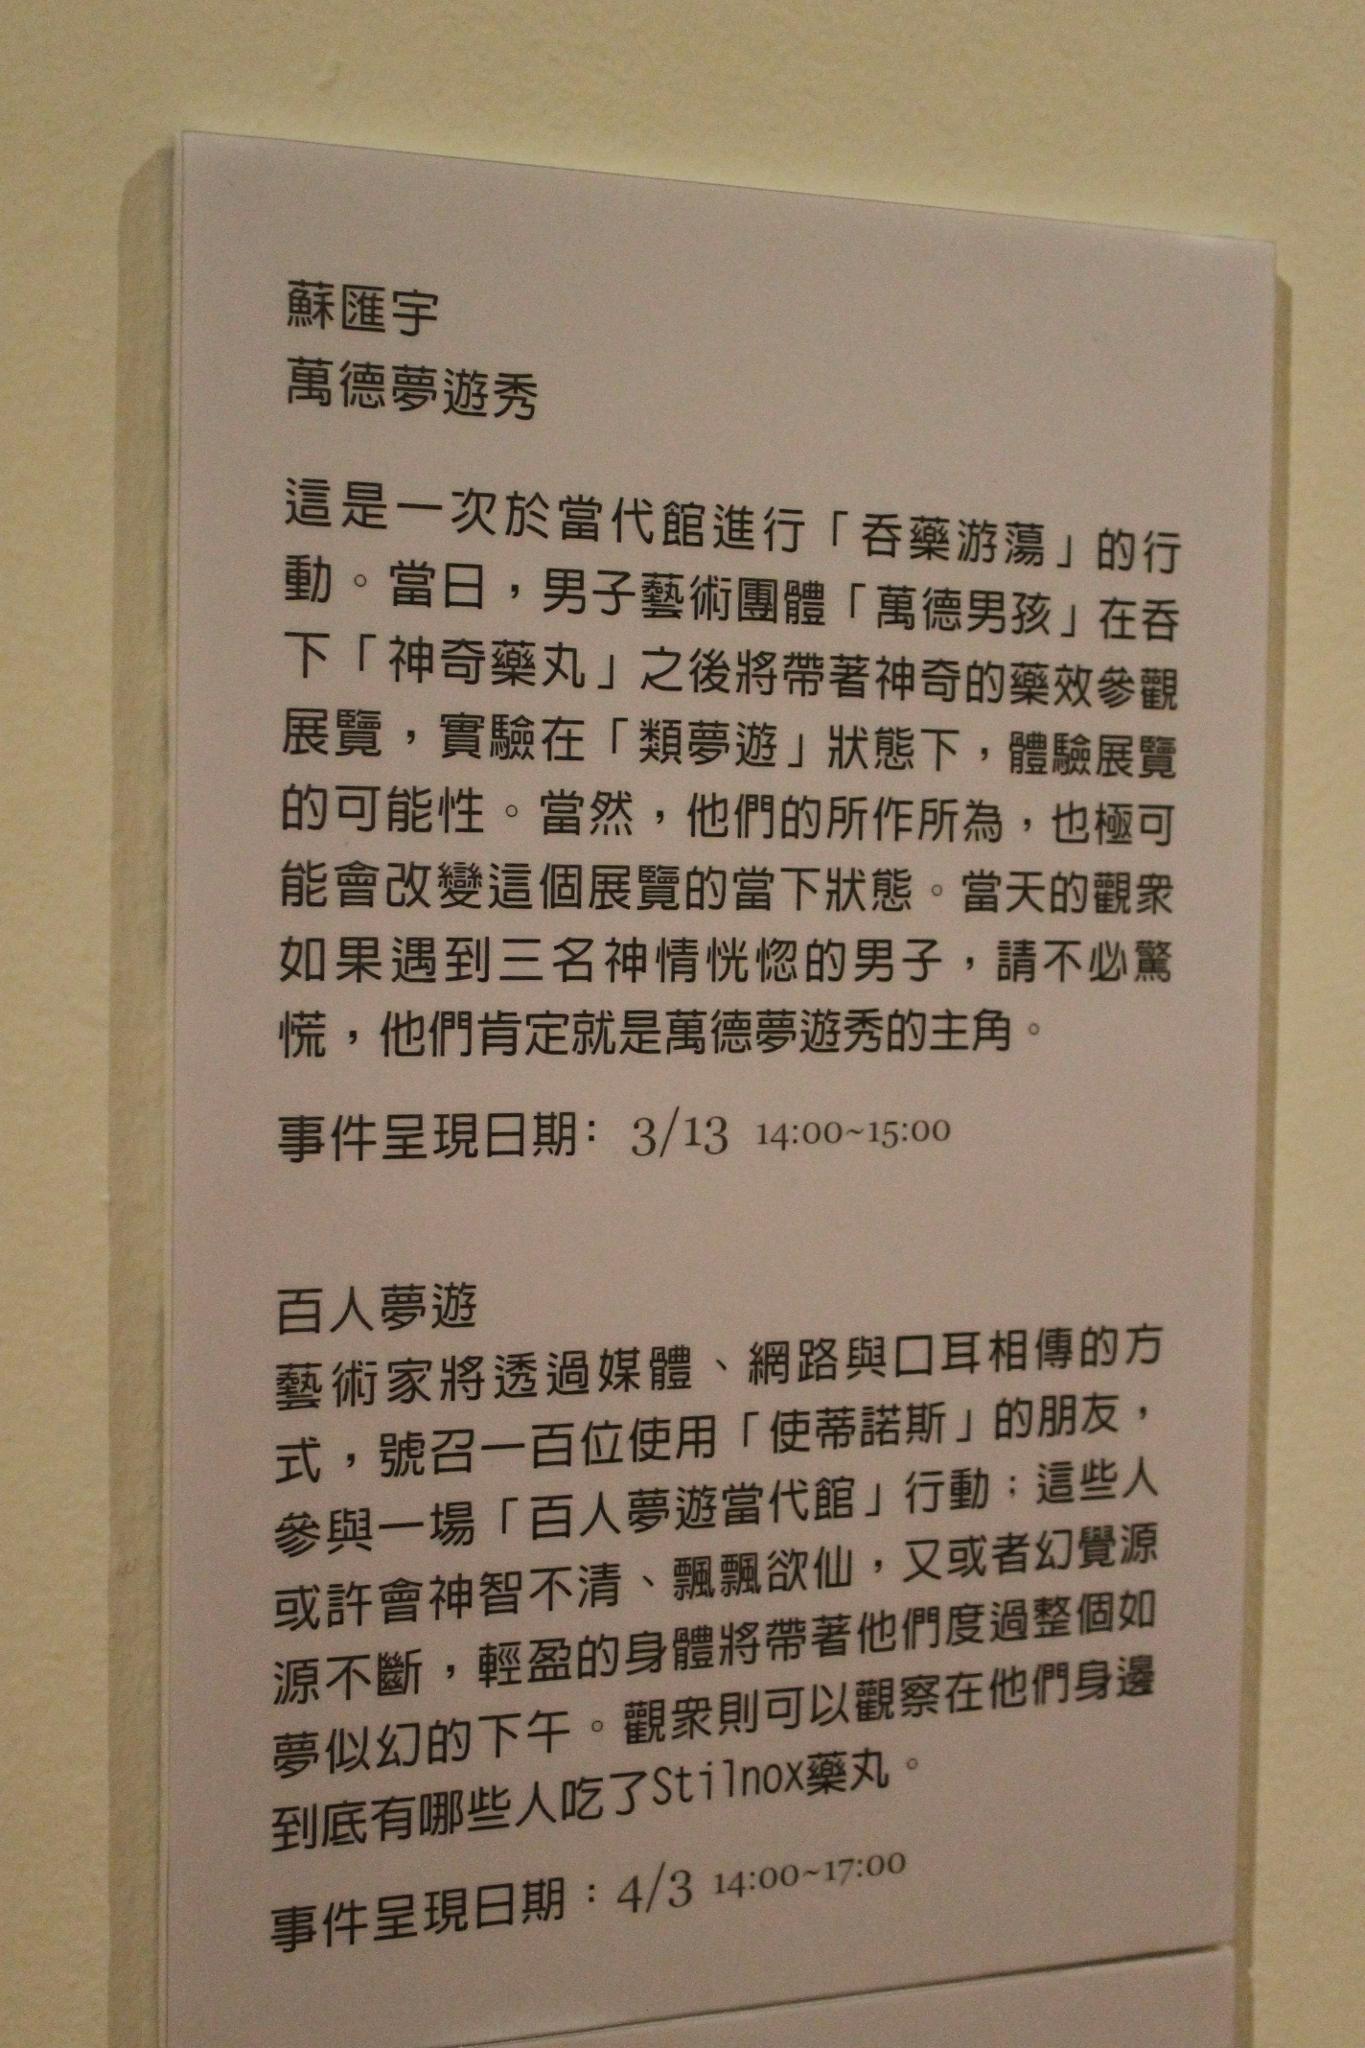 蘇匯宇
萬德夢遊秀
這是一次於當代館進行「吞藥游蕩」的行
動。當日，男子藝術團體「萬德男孩」在吞
下「神奇藥丸」之後將帶著神奇的藥效參觀
展覽，實驗在「類夢遊」狀態下，體驗展覽
的可能性。當然，他們的所作所為，也極可
能會改變這個展覽的當下狀態。當天的觀眾
如果遇到三名神情恍惚的男子，請不必驚
慌，他們肯定就是萬德夢遊秀的主角。
事件呈現日期：3/13 14:00~15:00
百人夢遊
藝術家將透過媒體、網路與口耳相傳的方
式，號召一百位使用「使蒂諾斯」的朋友，
參與一場「百人夢遊當代館」行動；這些人
或許會神智不清、飄飄欲仙，又或者幻覺源
源不斷，輕盈的身體將帶著他們度過整個如
夢似幻的下午。觀眾則可以觀察在他們身邊
到底有哪些人吃了Stilnox藥丸。
事件呈現日期：4/3 14:00~17:00